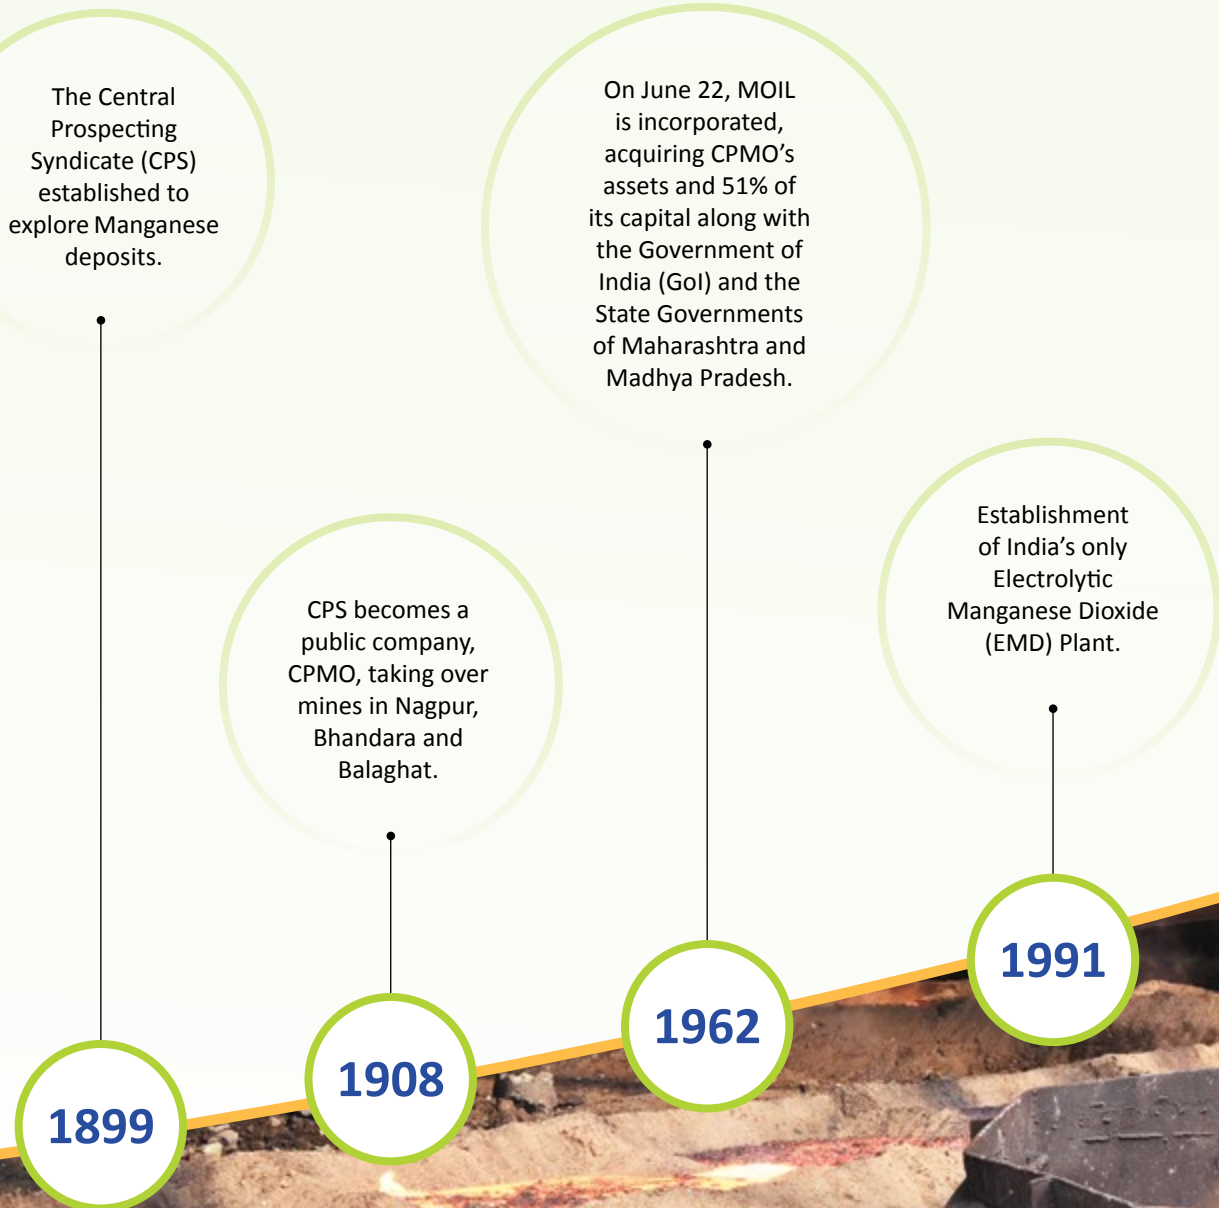 The Central
Prospecting
Syndicate (CPS)
established to
explore Manganese
deposits.
1899
CPS becomes a
public company,
CPMO, taking over
mines in Nagpur,
Bhandara and
Balaghat.
1908
On June 22, MOIL
is incorporated,
acquiring CPMO’s
assets and 51% of
its capital along with
the Government of
India (GoI) and the
State Governments
of Maharashtra and
Madhya Pradesh.
1962
Establishment
of India’s only
Electrolytic
Manganese Dioxide
(EMD) Plant.
1991